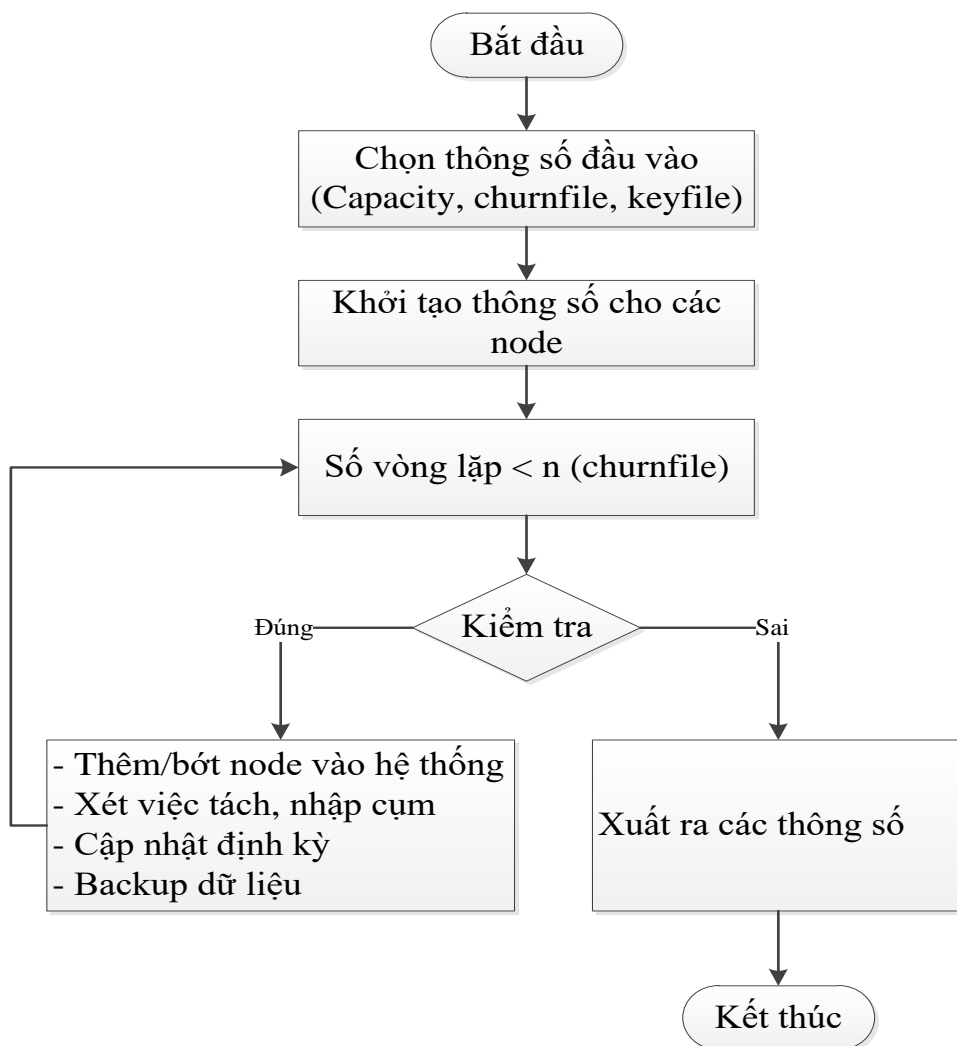 Bắt đầu
Chọn thông số đầu vào
(Capacity, churnfile, keyfile)
Khởi tạo thông số cho các
node
Số vòng lặp < n (churnfile)
Kiểm tra
Đúng
Sai
- Thêm/bớt node vào hệ thống
- Xét việc tách, nhập cụm
- Cập nhật định kỳ
- Backup dữ liệu
Xuất ra các thông số
Kết thúc